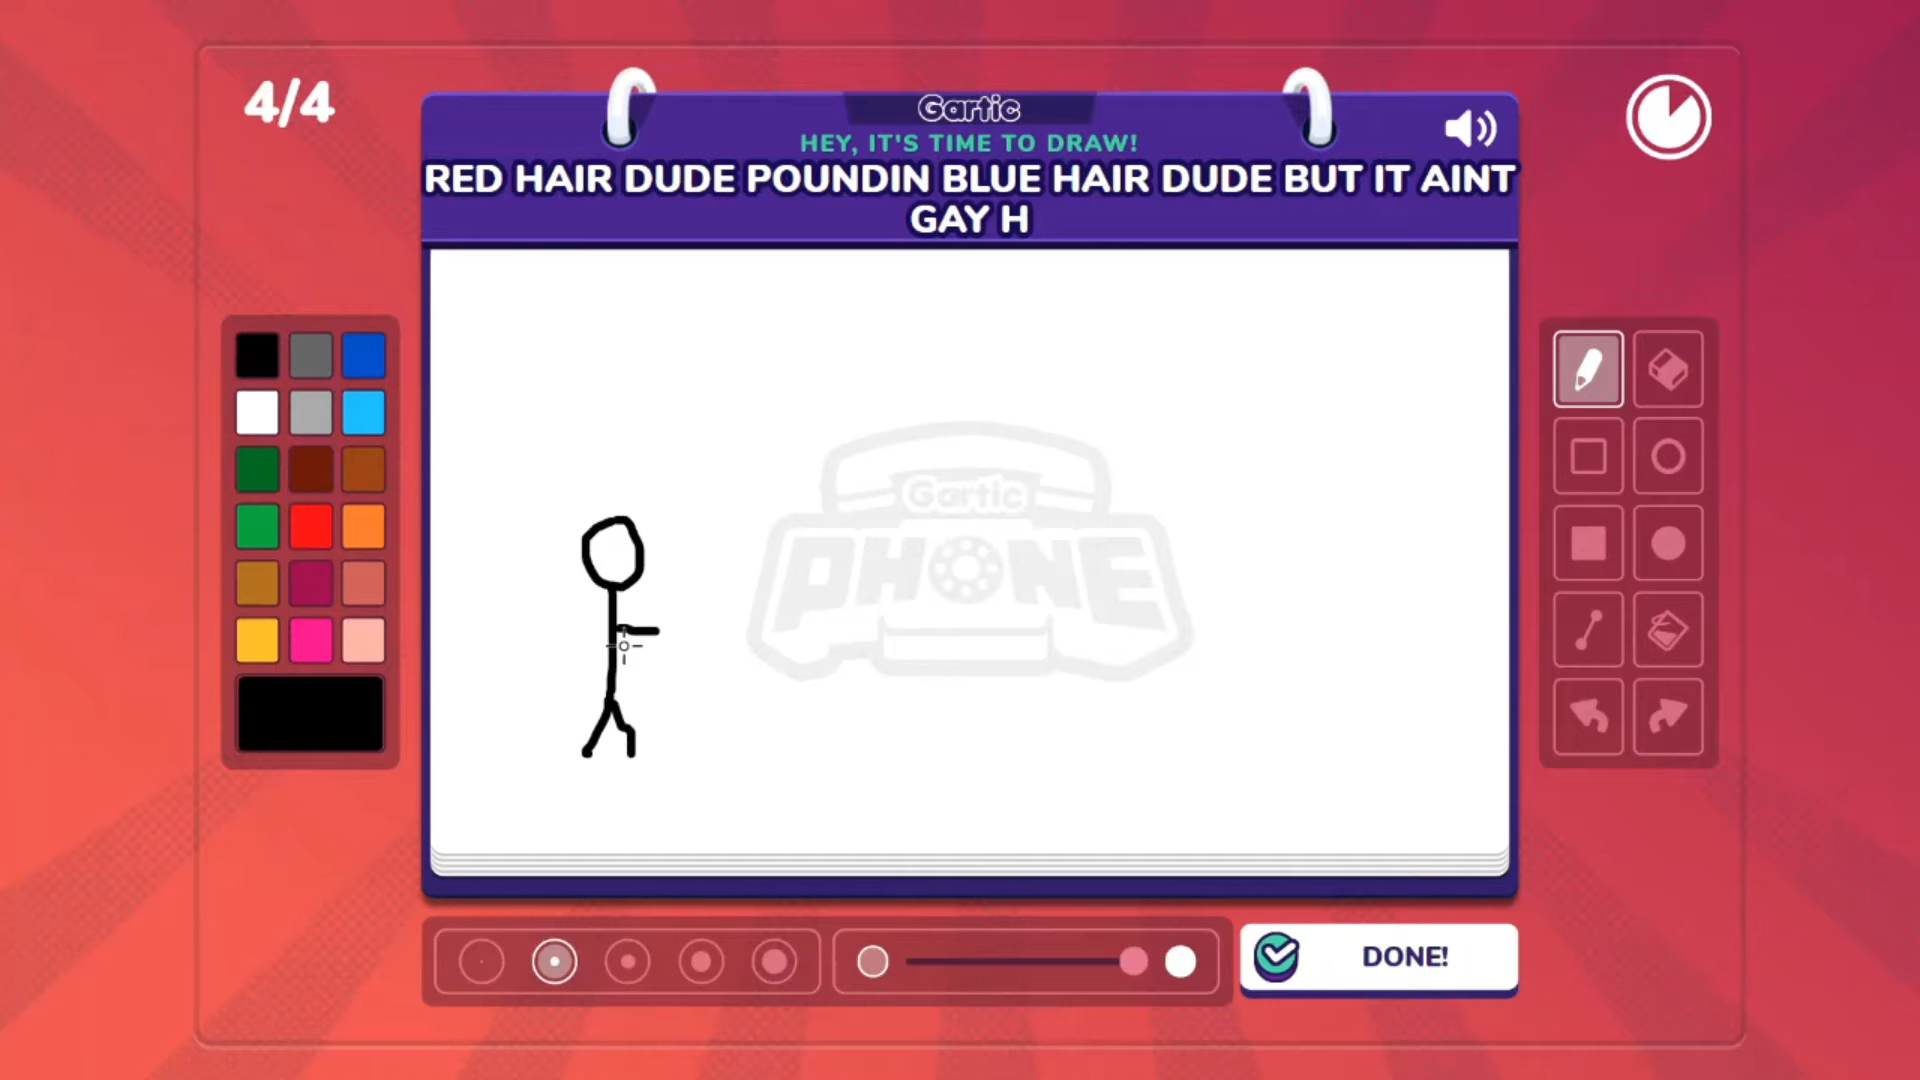 4/4
Gartic
HEY, IT'S TIME TO DRAW!
RED HAIR DUDE POUNDIN BLUE HAIR DUDE BUT IT AINT
GAY H
Gartic
PHONE
DONE!